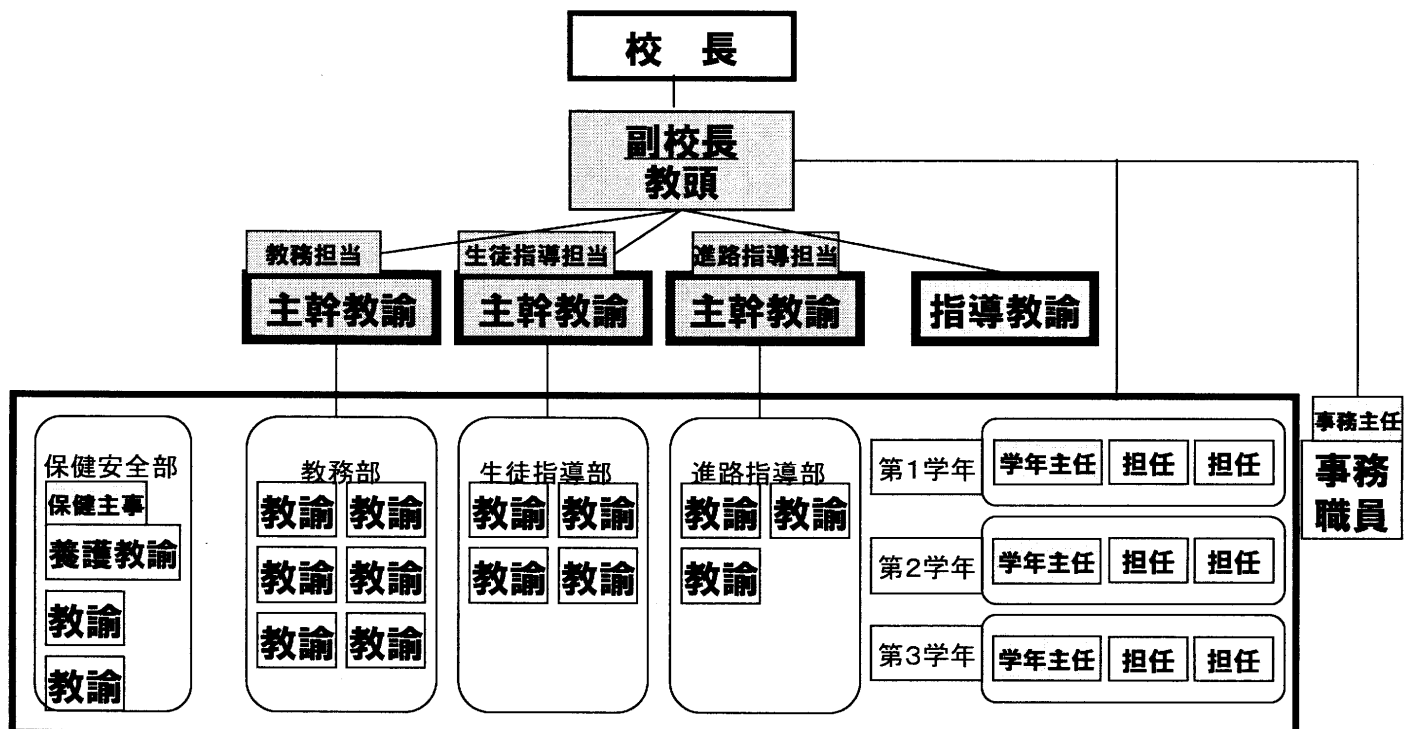 校 長
副校長
教頭
教務担当
主幹教諭
生徒指導担当
主幹教諭
進路指導担当
主幹教諭
指導教諭
保健安全部
保健主事
養護教諭
教諭
教諭
教務部
教諭 教諭
教諭 教諭
教諭 教諭
生徒指導部
教諭 教諭
教諭 教諭
進路指導部
教諭 教諭
教諭
第1学年 学年主任 担任 担任
第2学年 学年主任 担任 担任
第3学年 学年主任 担任 担任
事務主任
事務
職員